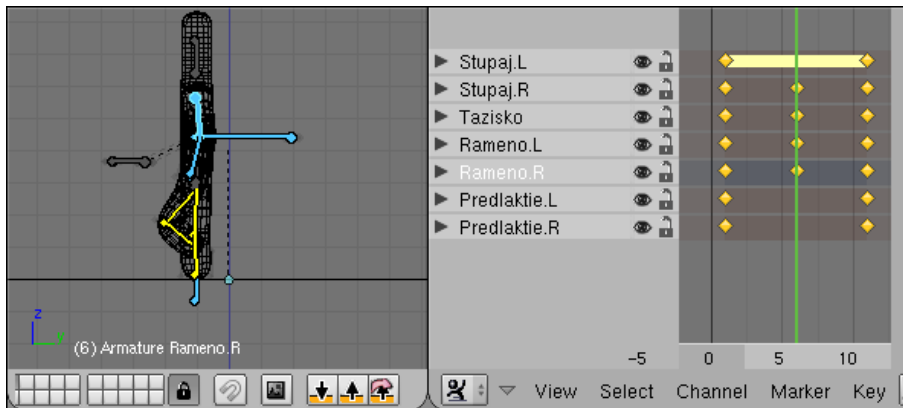 z
y
(6) Armature Rameno.R
Stupaj.L
Stupaj.R
Tazisko
Rameno.L
Rameno.R
Predlaktie.L
Predlaktie.R
-5 0 5 10
View Select Channel Marker Key